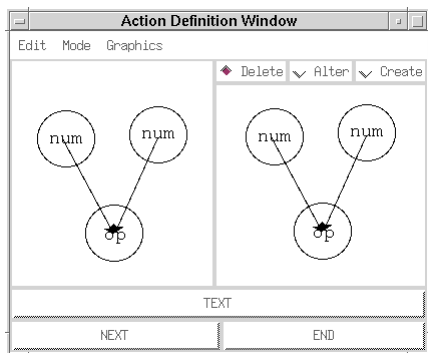 Action Definition Window
Edit Mode Graphics
Delete Alter Create
num num num num
op op
TEXT
NEXT END